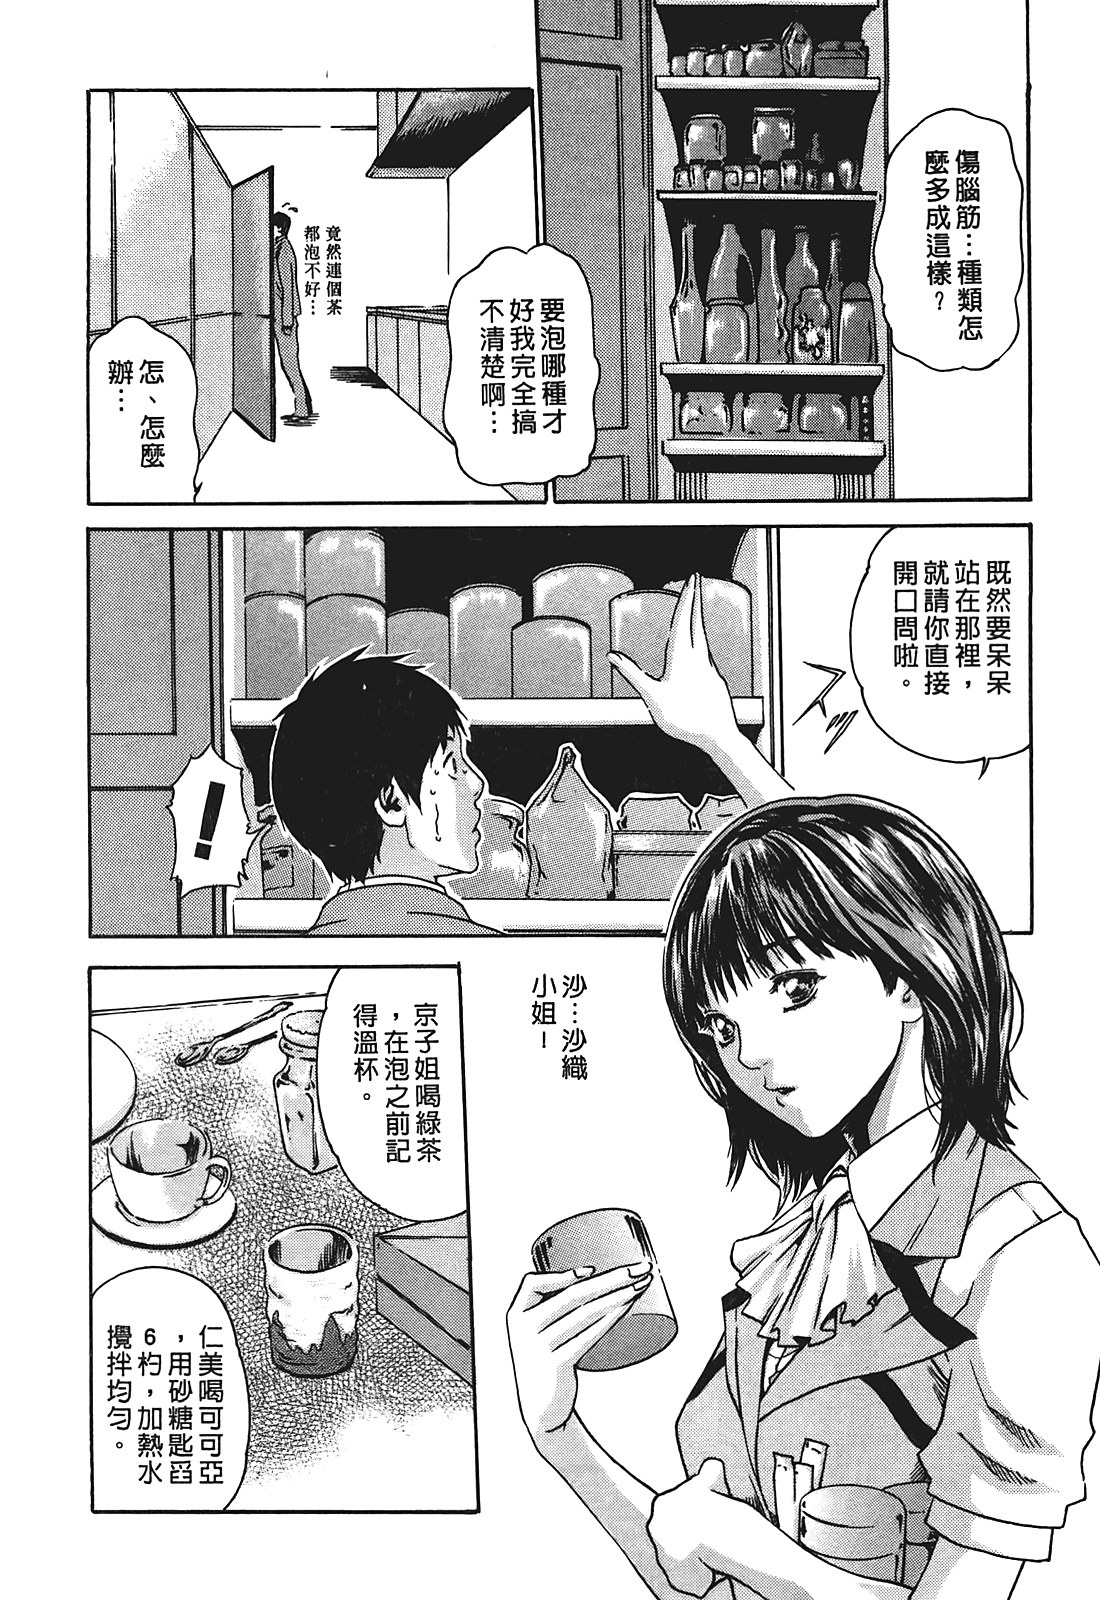 傷腦筋…種類怎
麼多成這樣？
要泡哪種才
好我完全搞
不清楚啊…
竟然連個茶
都泡不好…
怎、怎麼
辦…
既然要呆呆
站在那裡，
就請你直接
開口問啦。
！
沙…沙織
小姐！
京子姐喝綠茶
，在泡之前記
得溫杯。
仁美喝可可亞
，用砂糖匙舀
6杓，加熱水
攪拌均勻。